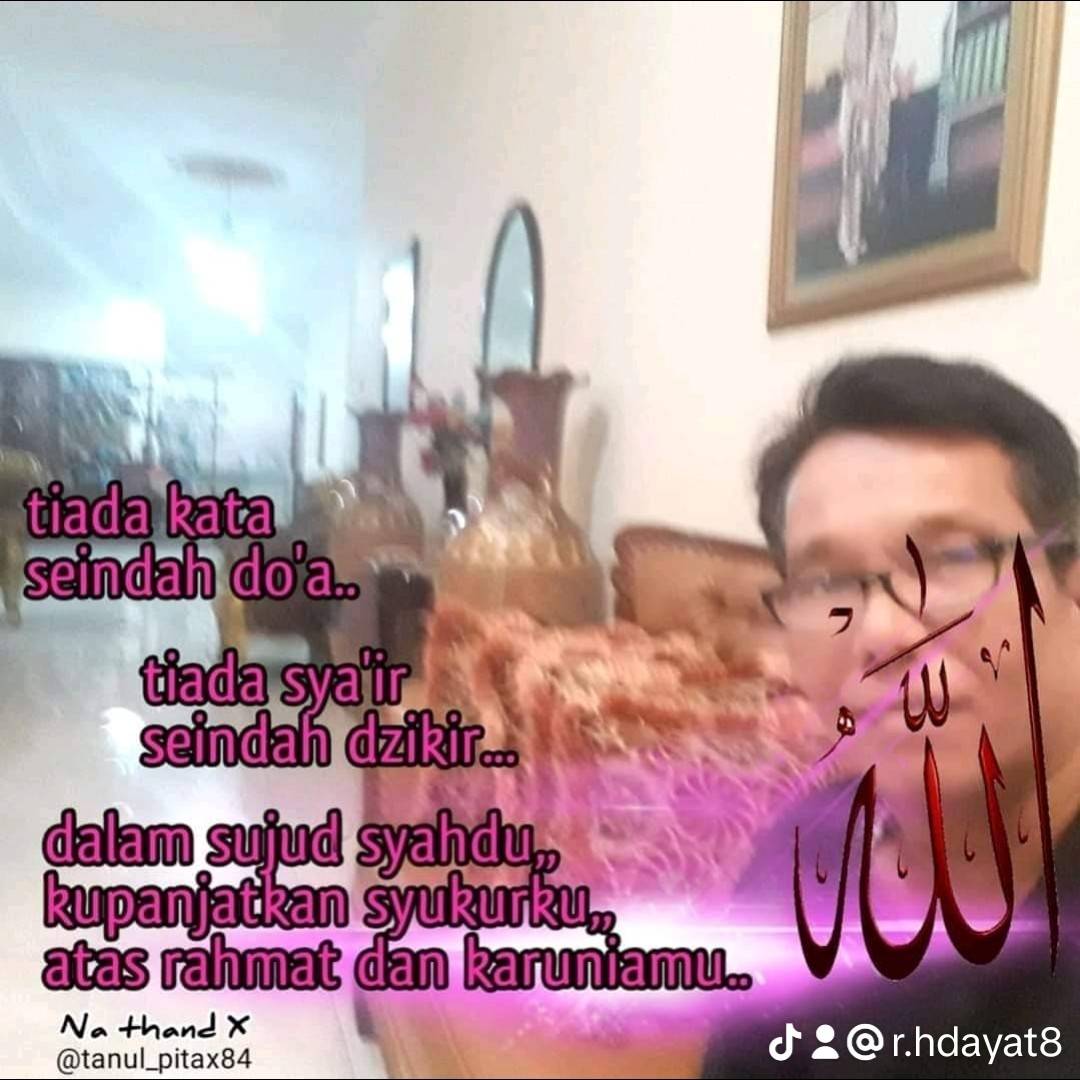 tiada kata
seindah do'a..
tiada sya'ir
seindah dzikir...
dalam sujud syahdu,,
kupanjatkan syukurku,,
atas rahmat dan karuniamu..
الله
Na thand X
@tanul_pitax84
@r.hdayat8